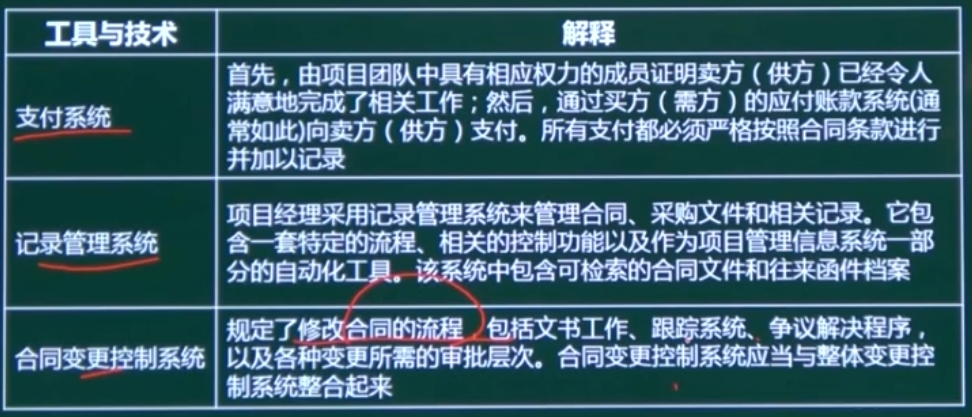 工具与技术
解释
支付系统
首先，由项目团队中具有相应权力的成员证明卖方（供方）已经令人
满意地完成了相关工作；然后，通过买方（需方）的应付账款系统(通
常如此)向卖方（供方）支付。所有支付都必须严格按照合同条款进行
并加以记录
记录管理系统
项目经理采用记录管理系统来管理合同、采购文件和相关记录。它包
含一套特定的流程、相关的控制功能以及作为项目管理信息系统一部
分的自动化工具。该系统中包含可检索的合同文件和往来函件档案
合同变更控制系统
规定了修改合同的流程 包括文书工作、跟踪系统、争议解决程序，
以及各种变更所需的审批层次。合同变更控制系统应当与整体变更控
制系统整合起来